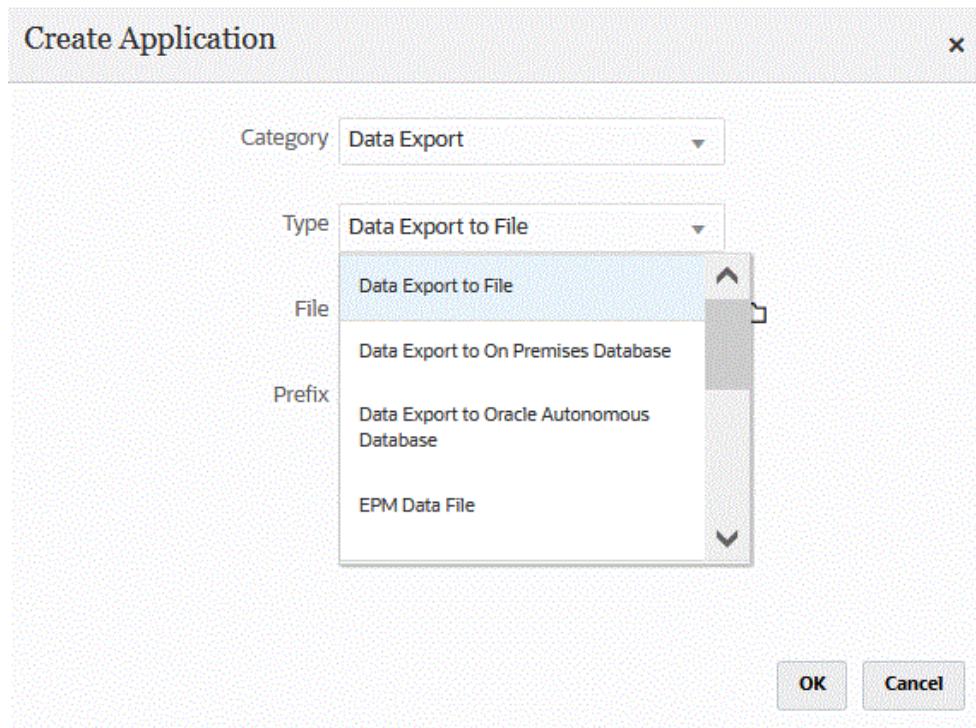 Create Application
Category Data Export
Type Data Export to File
Data Export to File
File
Data Export to On Premises Database
Prefix
Data Export to Oracle Autonomous
Database
EPM Data File
OK Cancel